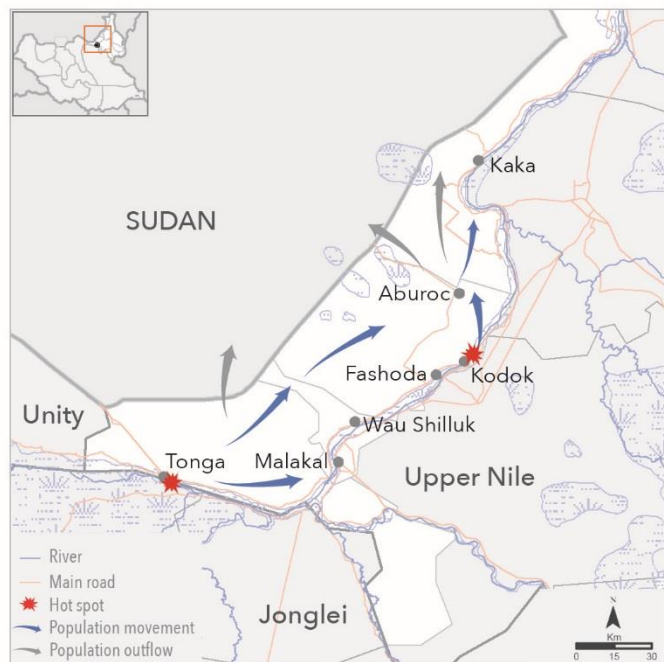 Kaka
SUDAN
Aburoc
Fashoda
Kodok
Unity
Wau Shilluk
Tonga
Malakal
Upper Nile
Jonglei
River
Main road
Hot spot
Population movement
Population outflow
N
Km
0 15 30